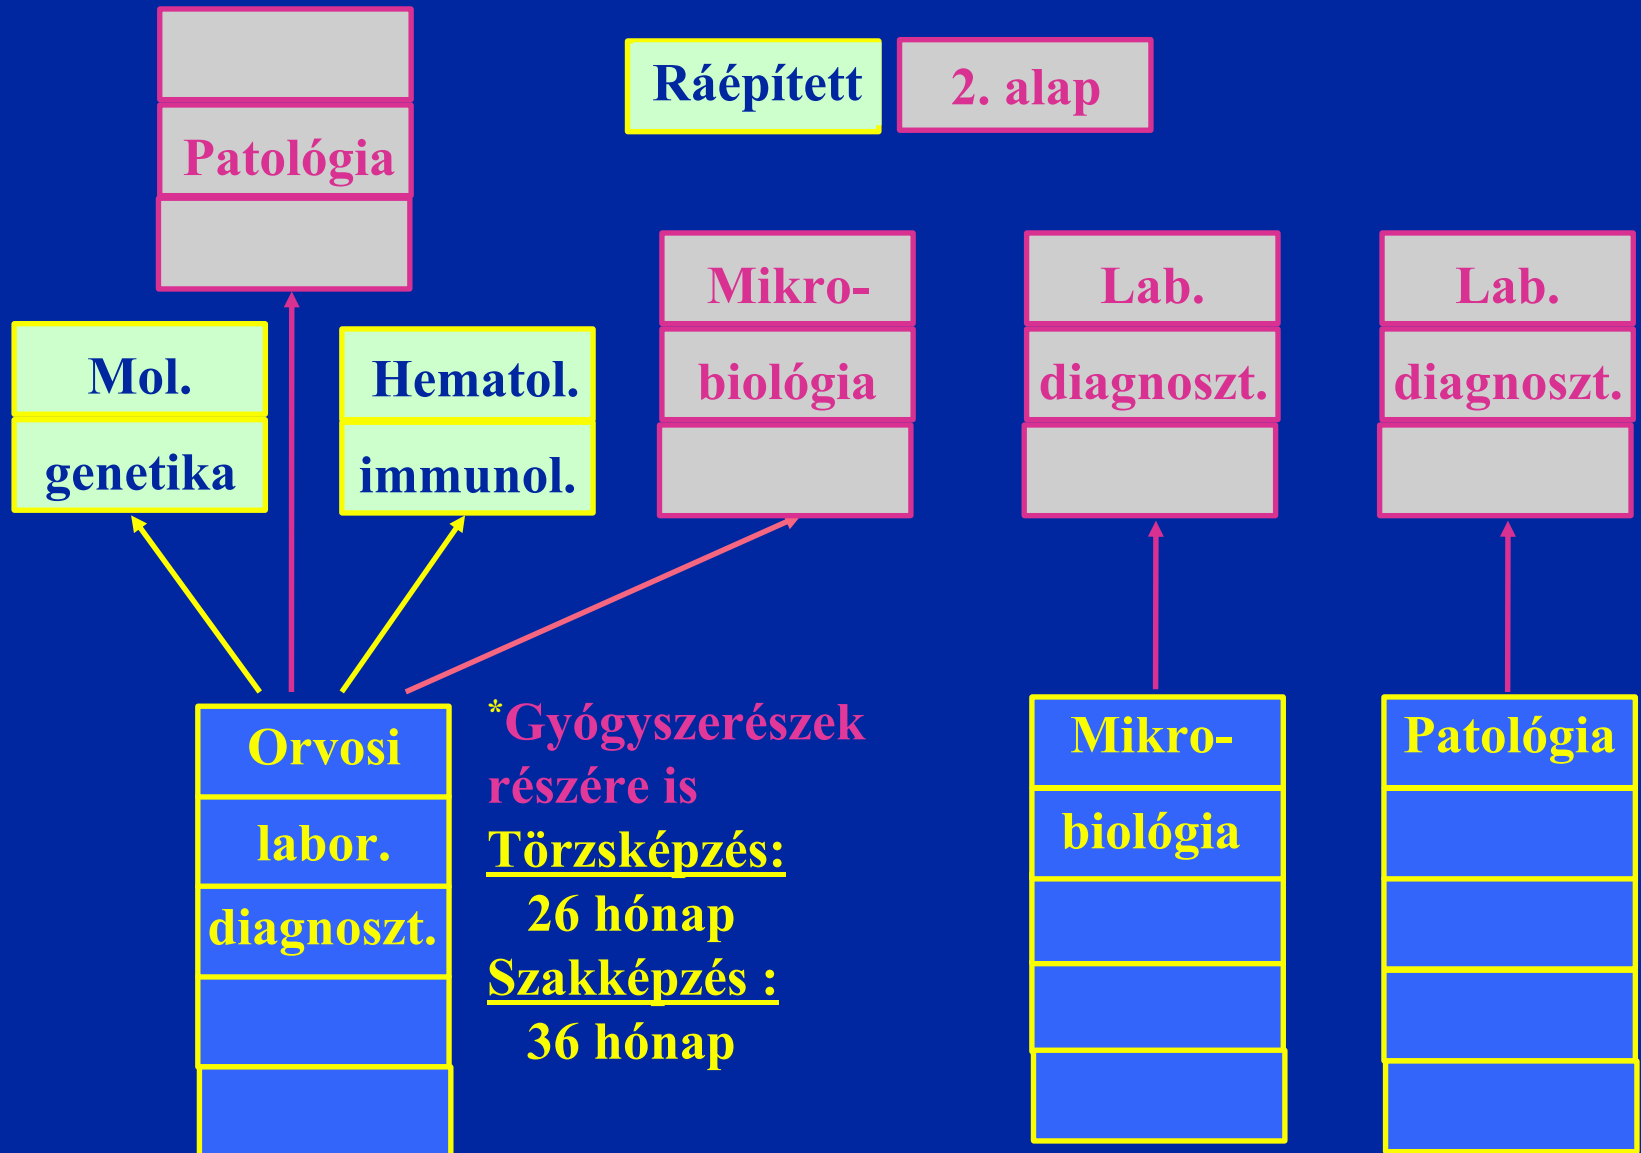 Ráépített
2. alap
Patológia
Mikro-
biológia
Lab.
diagnoszt.
Lab.
diagnoszt.
Mol.
genetika
Hematol.
immunol.
Orvosi
labor.
diagnoszt.
*Gyógyszerészek
részére is
Törzsképzés:
26 hónap
Szakképzés :
36 hónap
Mikro-
biológia
Patológia